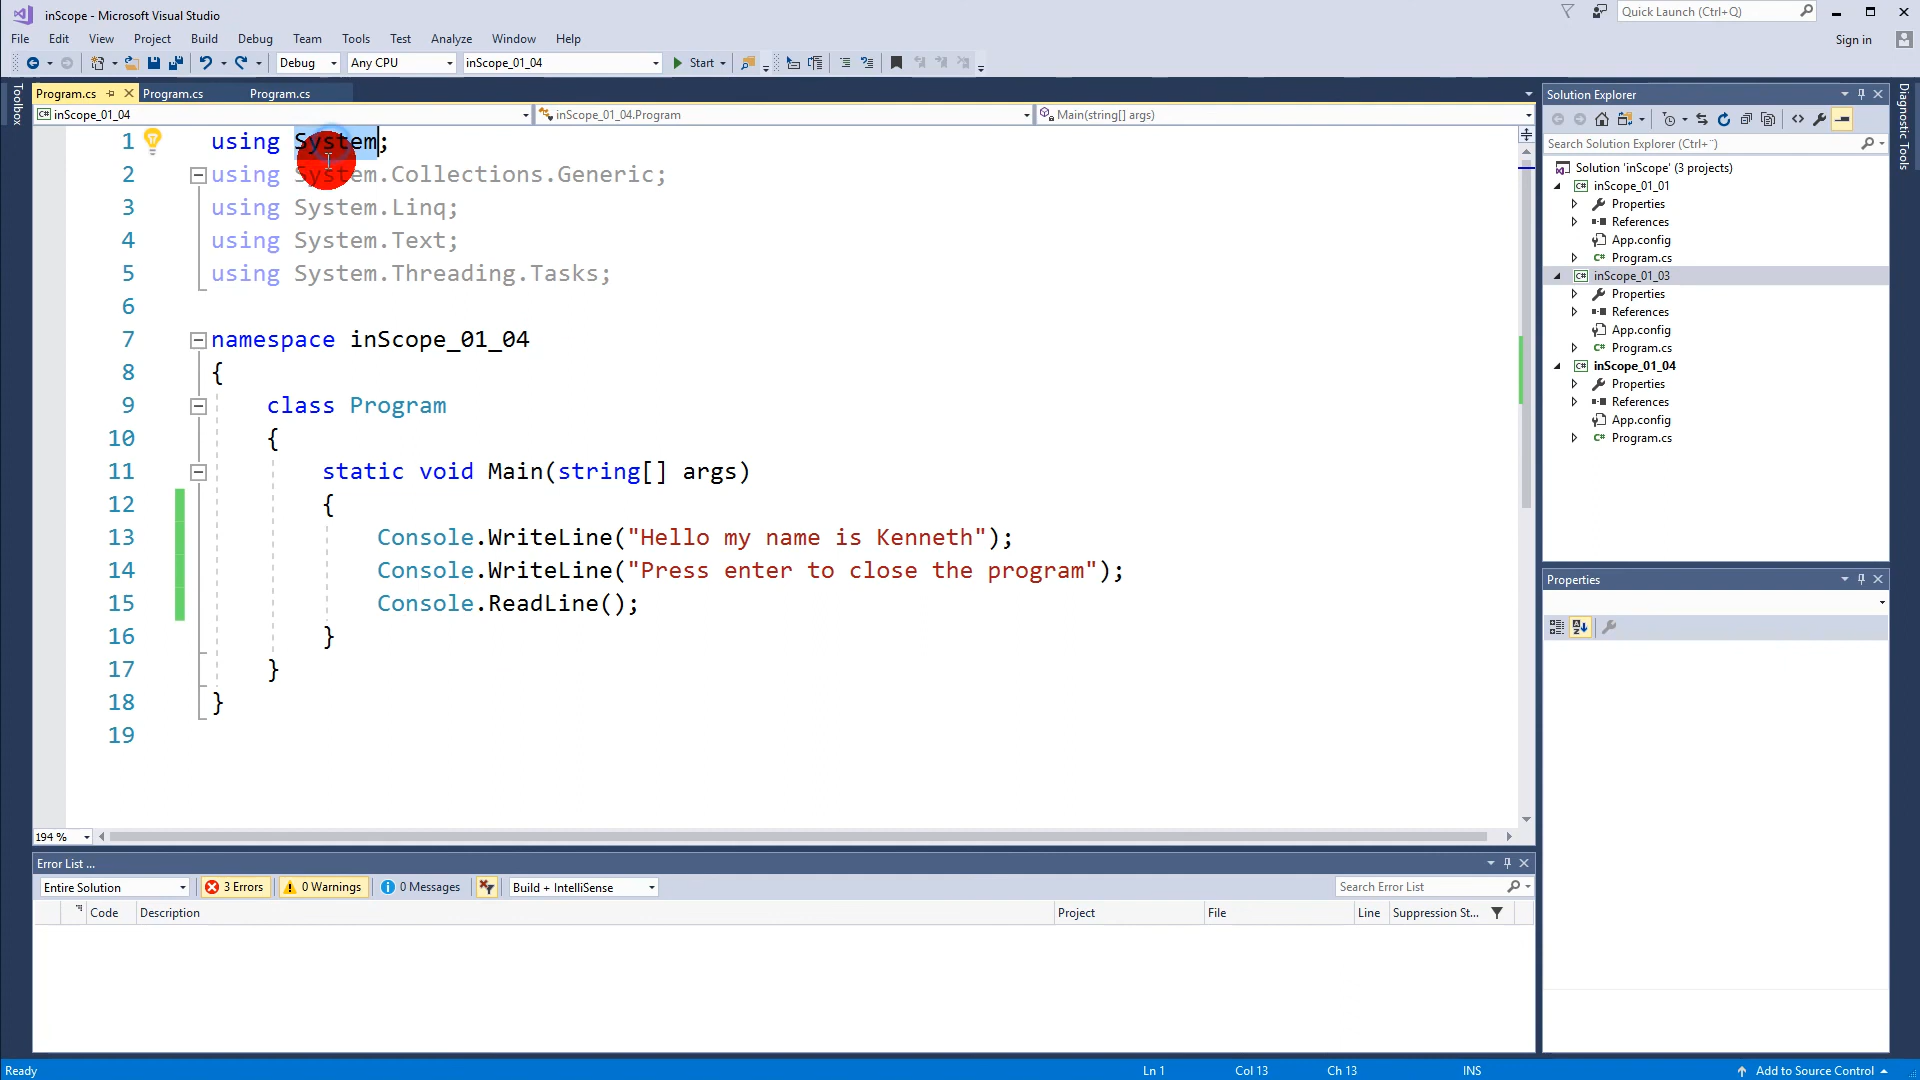 inScope - Microsoft Visual Studio
Quick Launch (Ctrl+Q)
File Edit View Project Build Debug Team Tools Test Analyze Window Help
Sign in
Debug Any CPU inScope_01_04 Start
Toolbox
Program.cs Program.cs Program.cs
inScope_01_04 inScope_01_04.Program Main(string[] args)
1 using System;
2 using System.Collections.Generic;
3 using System.Linq;
4 using System.Text;
5 using System.Threading.Tasks;
6
7 namespace inScope_01_04
8 {
9 class Program
10 {
11 static void Main(string[] args)
12 {
13 Console.WriteLine("Hello my name is Kenneth");
14 Console.WriteLine("Press enter to close the program");
15 Console.ReadLine();
16 }
17 }
18 }
19
194 %
Solution Explorer
Search Solution Explorer (Ctrl+¨)
Solution 'inScope' (3 projects)
C# inScope_01_01
Properties
References
App.config
C# Program.cs
C# inScope_01_03
Properties
References
App.config
C# Program.cs
C# inScope_01_04
Properties
References
App.config
C# Program.cs
Diagnostic Tools
Properties
Error List ...
Entire Solution 3 Errors 0 Warnings 0 Messages Build + IntelliSense Search Error List
Code Description Project File Line Suppression St...
Ready Ln 1 Col 13 Ch 13 INS Add to Source Control